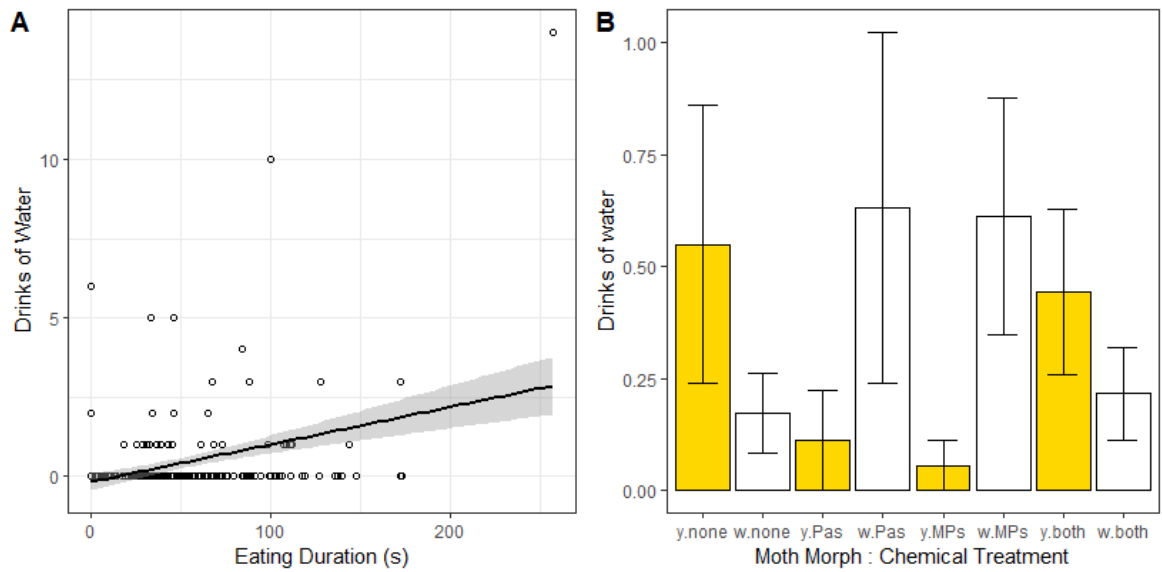 A
Drinks of Water
10
5
0
0
100
200
Eating Duration (s)
B
Drinks of water
1.00
0.75
0.50
0.25
0.00
y.none w.none y.Pas w.Pas y.MPs w.MPs y.both w.both
Moth Morph : Chemical Treatment